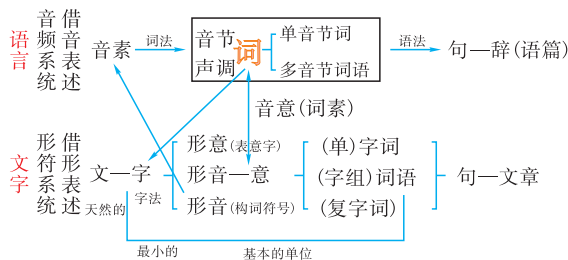 语言
音频系统
借音表述
音素
词法
音节
声调
词
单音节词
多音节词语
语法
句—辞(语篇)
音意(词素)
文字
形符系统
借形表述
文—字
天然的
字法
形意(表意字)
形音—意
形音(构词符号)
(单)字词
(字组)词语
(复字词)
句—文章
最小的
基本的单位